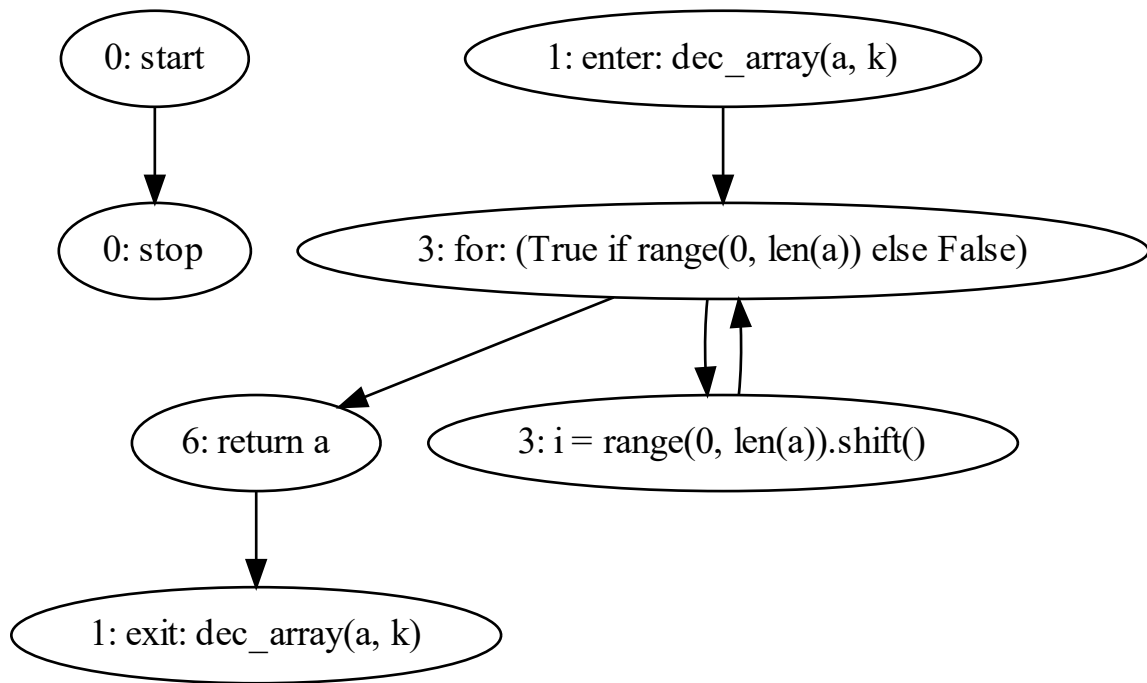 0: start
1: enter: dec_array(a, k)
0: stop
3: for: (True if range(0, len(a)) else False)
6: return a
3: i = range(0, len(a)).shift()
1: exit: dec_array(a, k)